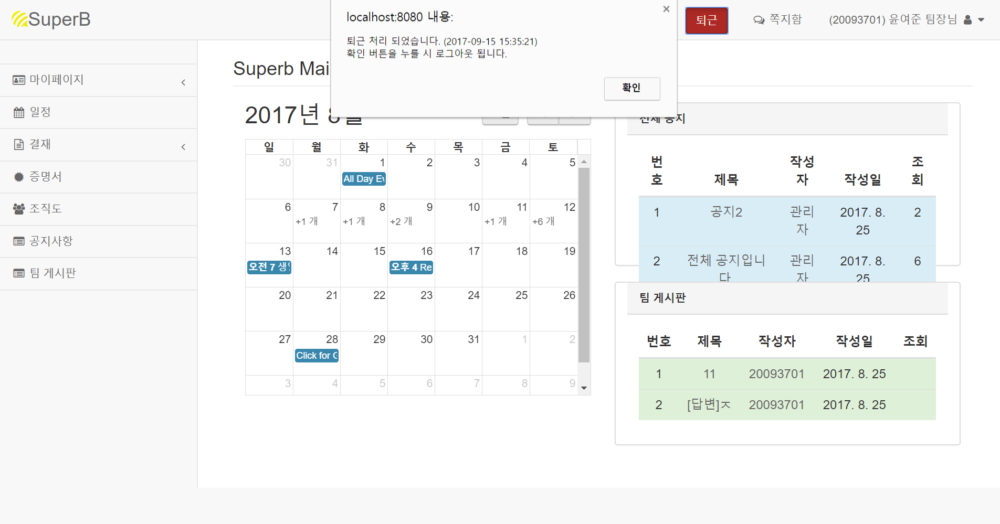 SuperB
localhost:8080 내용:
퇴근 처리 되었습니다. (2017-09-15 15:35:21)
확인 버튼을 누를 시 로그아웃 됩니다.
확인
퇴근
쪽지함
(20093701) 윤여준 팀장님
마이페이지
일정
결재
증명서
조직도
공지사항
팀 게시판
Superb Mai
2017년 8월
일 월 화 수 목 금 토
30 31 1 2 3 4 5
All Day Ev
6 7 8 9 10 11 12
+1 개 +1 개 +2 개 +1 개 +6 개
13 14 15 16 17 18 19
오전 7 생일 오후 4 Re
20 21 22 23 24 25 26
27 28 29 30 31 1 2
Click for G
3 4 5 6 7 8 9
전체 공지
번호 제목 작성자 작성일 조회
1 공지2 관리자 2017. 8. 25 2
2 전체 공지입니다 관리자 2017. 8. 25 6
팀 게시판
번호 제목 작성자 작성일 조회
1 11 20093701 2017. 8. 25
2 [답변]ㅈ 20093701 2017. 8. 25